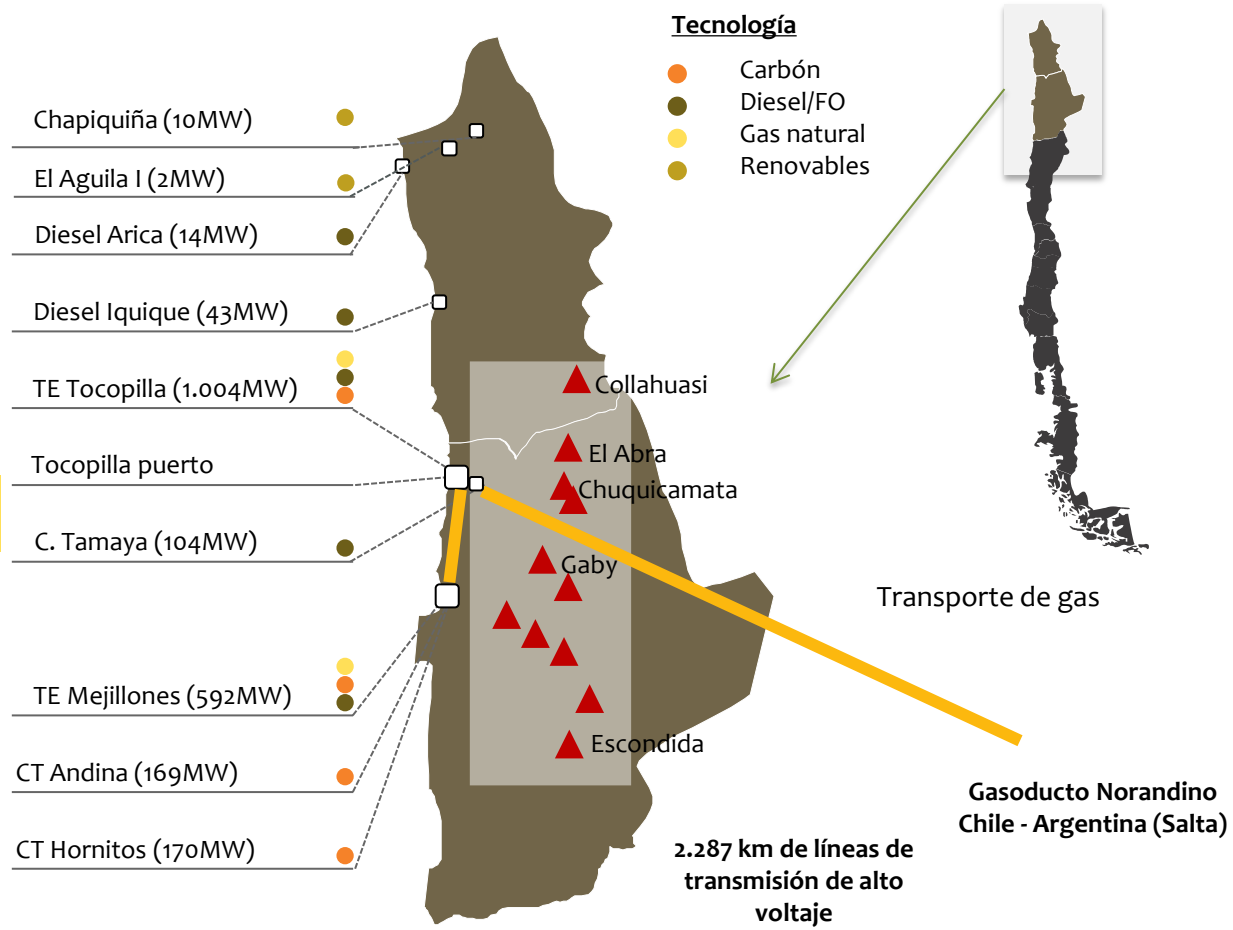 Tecnología
Carbón
Diesel/FO
Gas natural
Renovables
Chapiquiña (10MW)
El Aguila I (2MW)
Diesel Arica (14MW)
Diesel Iquique (43MW)
TE Tocopilla (1.004MW)
Tocopilla puerto
C. Tamaya (104MW)
TE Mejillones (592MW)
CT Andina (169MW)
CT Hornitos (170MW)
Collahuasi
El Abra
Chuquicamata
Gaby
Escondida
Transporte de gas
Gasoducto Norandino
Chile - Argentina (Salta)
2.287 km de líneas de
transmisión de alto
voltaje